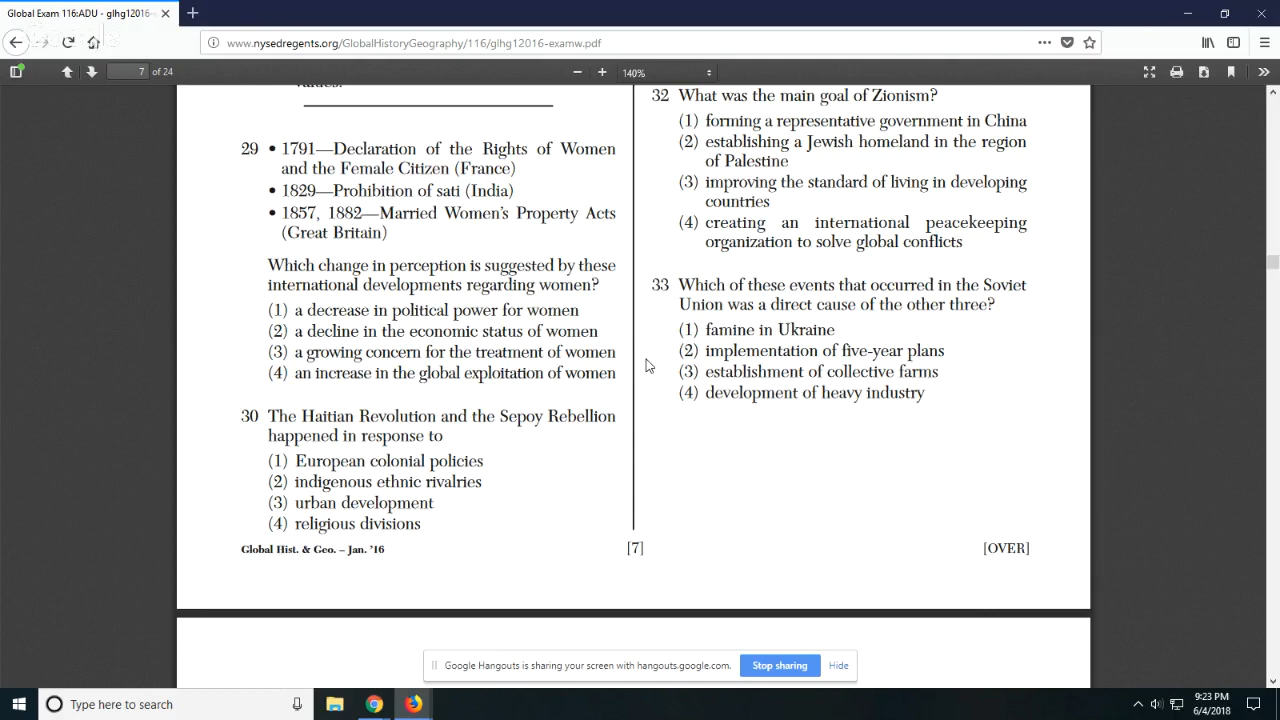 Global Exam 116:ADU - glhg12016-
www.nysedregents.org/GlobalHistoryGeography/116/glhg12016-examw.pdf
7 of 24
140%
values.
29 • 1791—Declaration of the Rights of Women
and the Female Citizen (France)
• 1829—Prohibition of sati (India)
• 1857, 1882—Married Women's Property Acts
(Great Britain)
Which change in perception is suggested by these
international developments regarding women?
(1) a decrease in political power for women
(2) a decline in the economic status of women
(3) a growing concern for the treatment of women
(4) an increase in the global exploitation of women
30 The Haitian Revolution and the Sepoy Rebellion
happened in response to
(1) European colonial policies
(2) indigenous ethnic rivalries
(3) urban development
(4) religious divisions
32 What was the main goal of Zionism?
(1) forming a representative government in China
(2) establishing a Jewish homeland in the region
of Palestine
(3) improving the standard of living in developing
countries
(4) creating an international peacekeeping
organization to solve global conflicts
33 Which of these events that occurred in the Soviet
Union was a direct cause of the other three?
(1) famine in Ukraine
(2) implementation of five-year plans
(3) establishment of collective farms
(4) development of heavy industry
Global Hist. & Geo. – Jan. '16
[7]
[OVER]
Google Hangouts is sharing your screen with hangouts.google.com.
Stop sharing
Hide
Type here to search
9:23 PM
6/4/2018